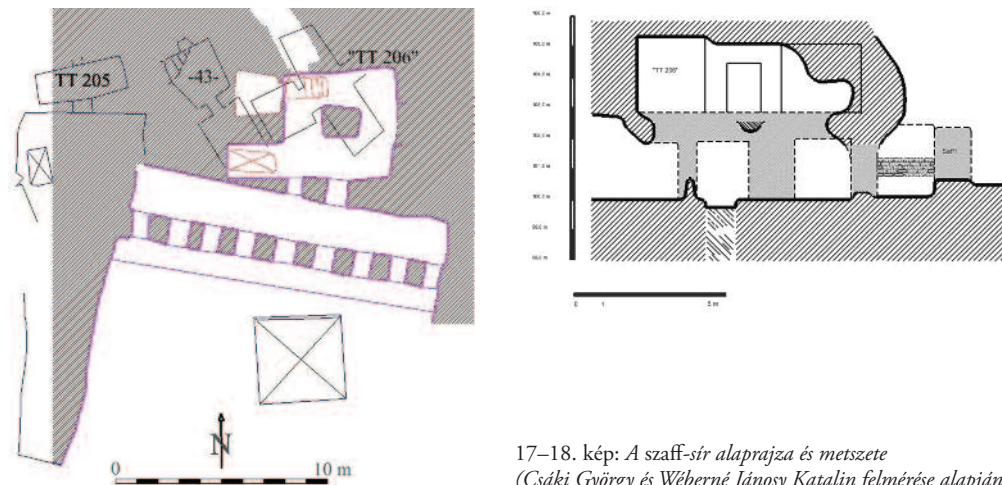 TT 205
-43-
"TT 206"
N
0 10 m
"TT 206"
Saff1
0 1 5 m
17–18. kép: A szaff-sír alaprajza és metszete
(Csáki György és Wéberné Jánosy Katalin felmérése alapján